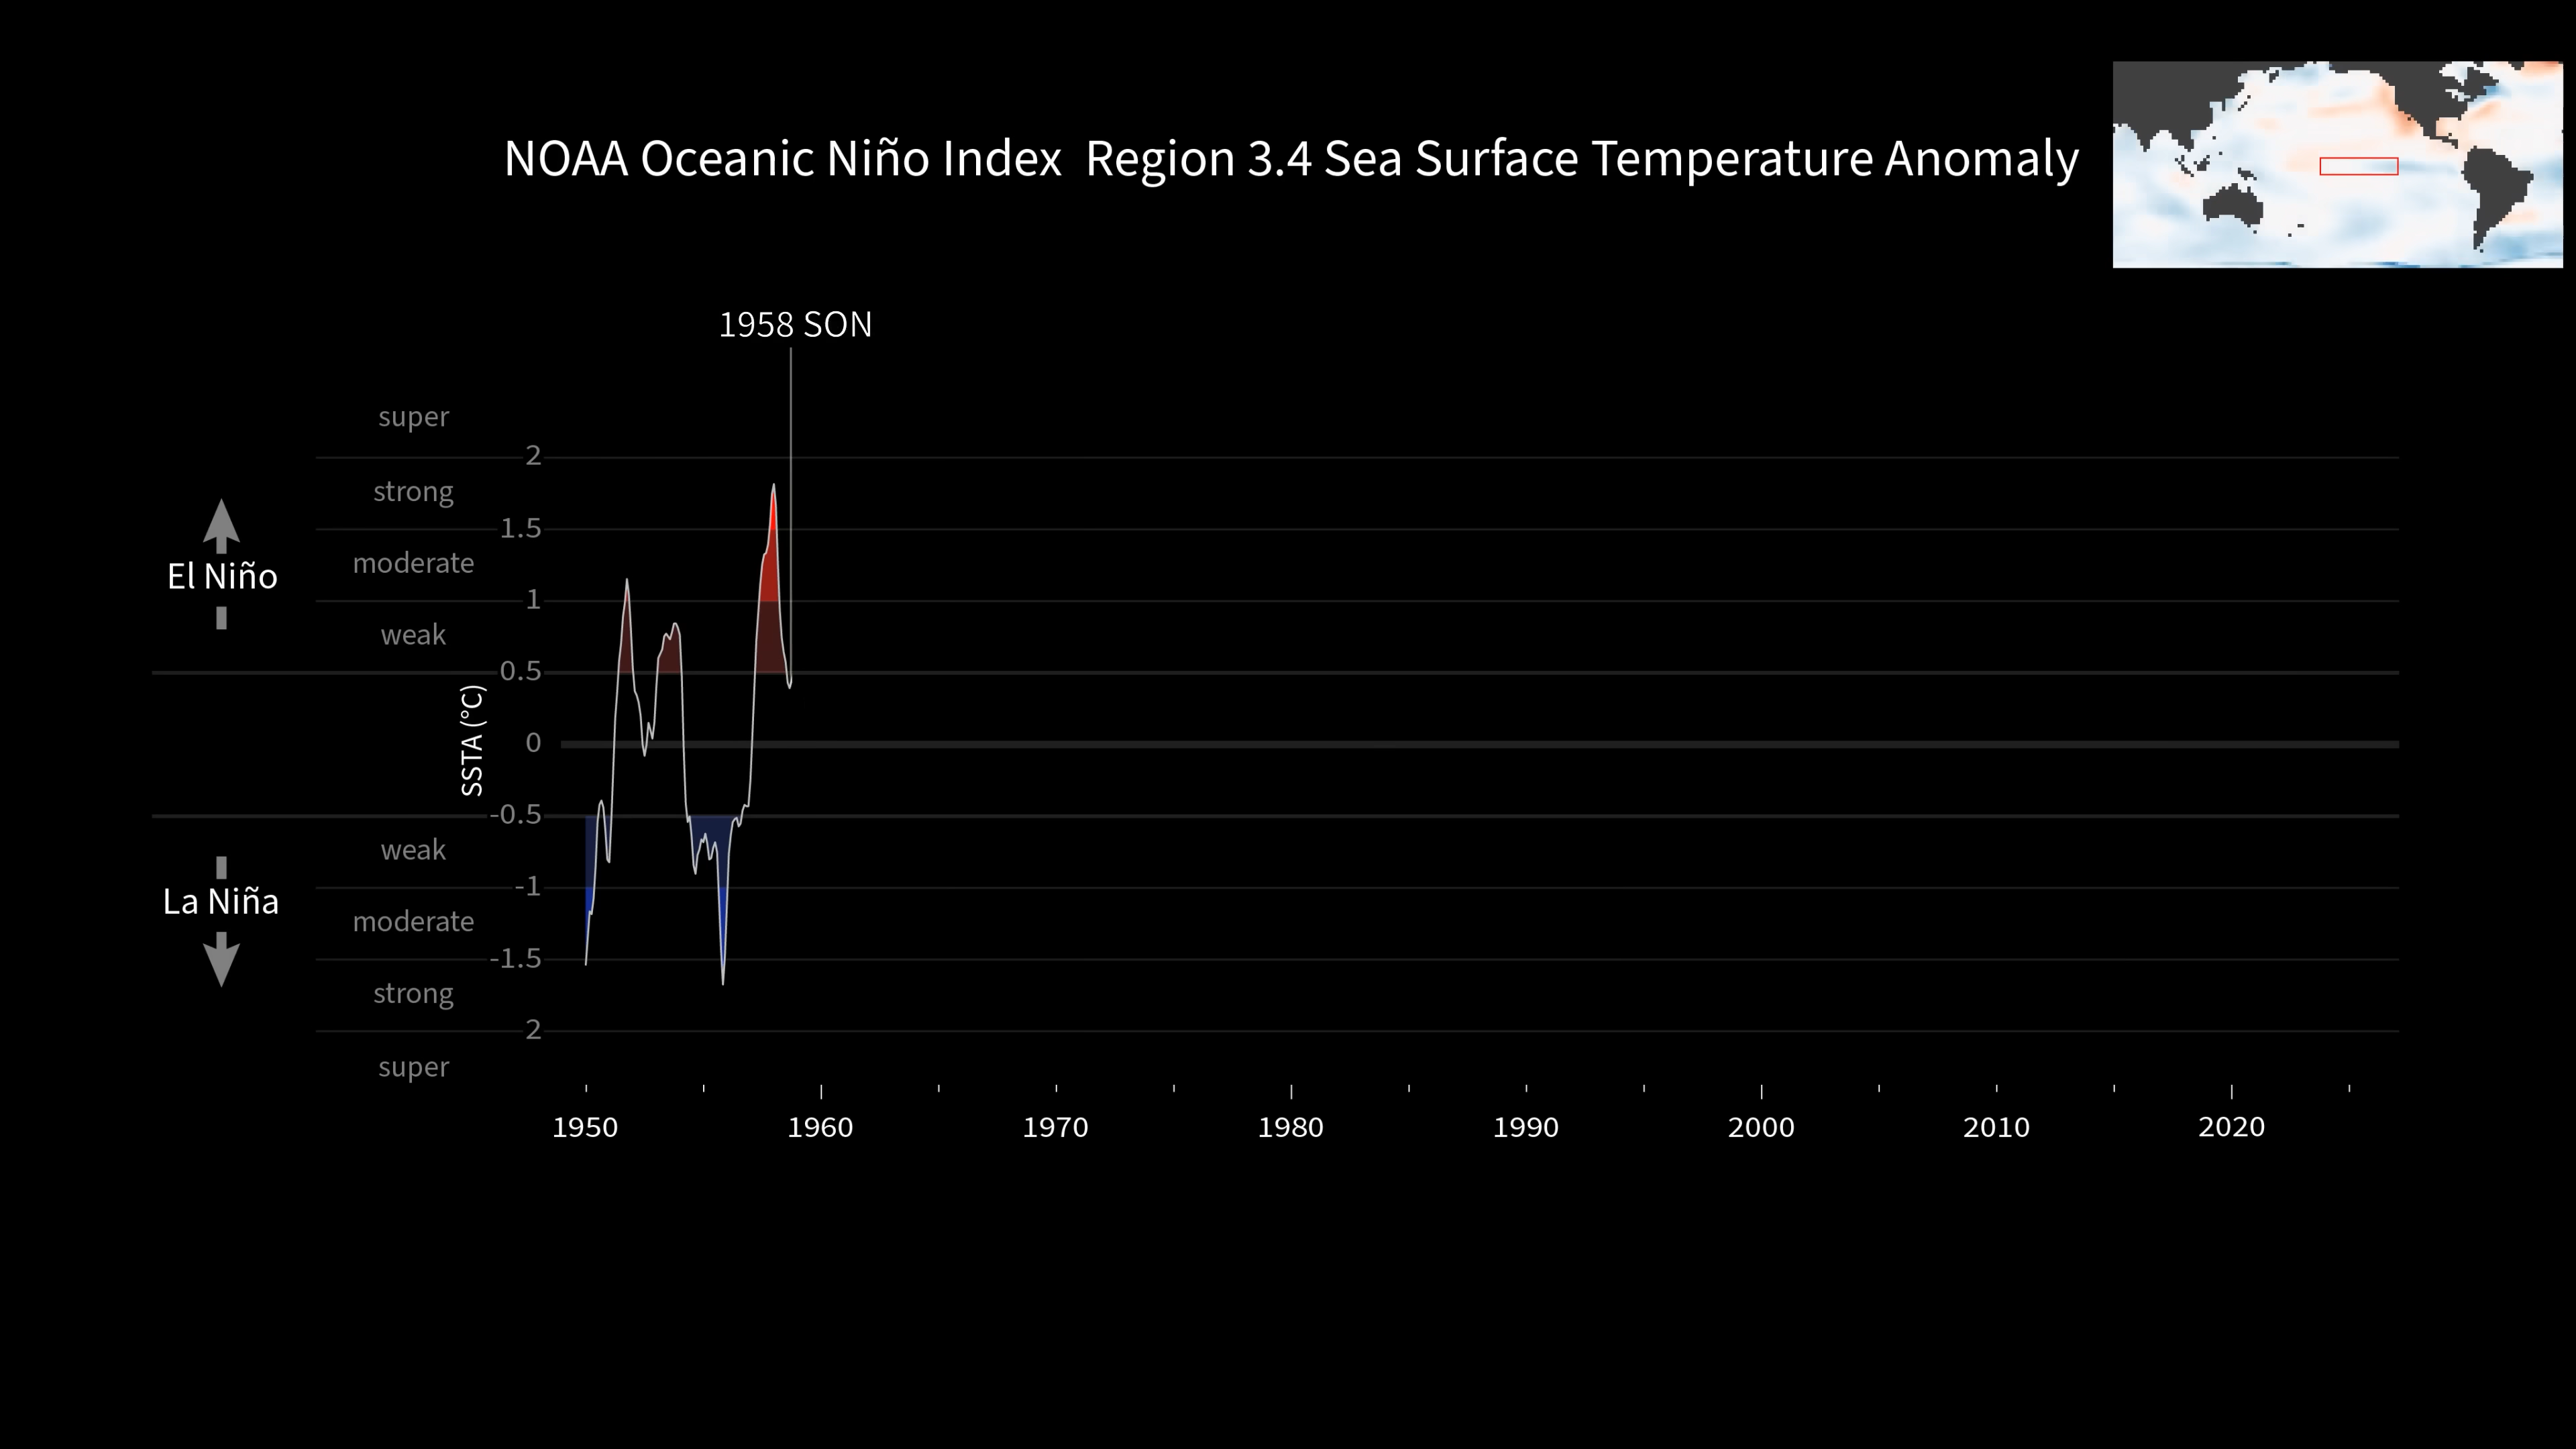 NOAA Oceanic Niño Index  Region 3.4 Sea Surface Temperature Anomaly
1958 SON
super
2
strong
1.5
moderate
El Niño
1
weak
0.5
SSTA (°C)
0
-0.5
weak
-1
La Niña
moderate
-1.5
strong
2
super
1950 1960 1970 1980 1990 2000 2010 2020